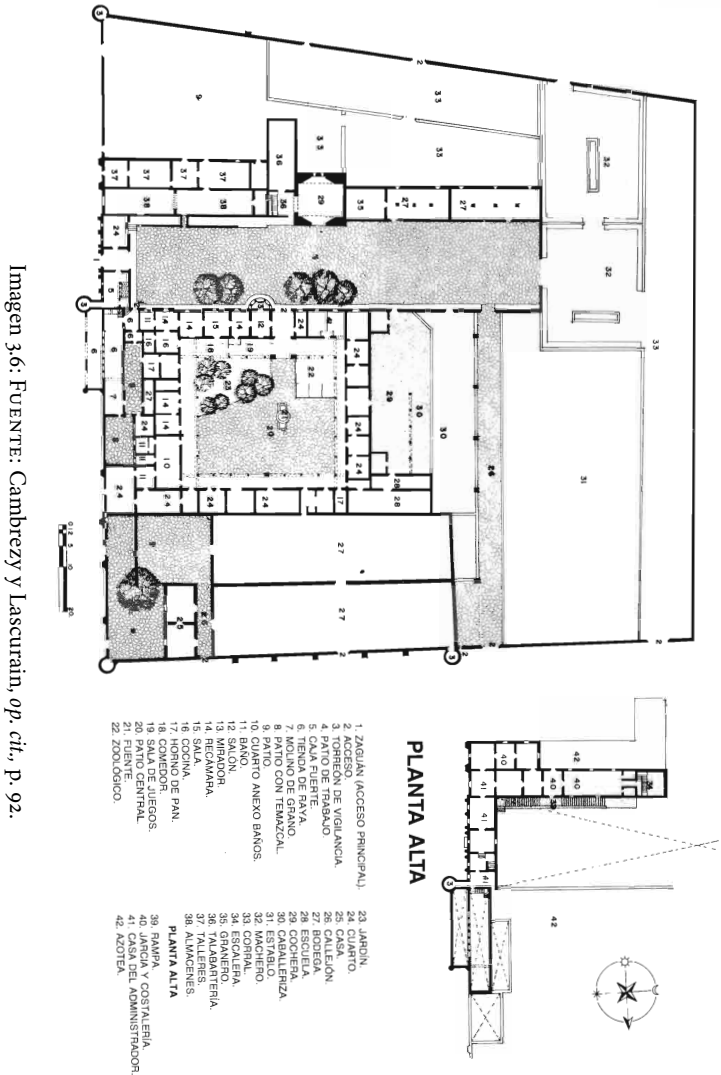 PLANTA ALTA
1. ZAGUÁN (ACCESO PRINCIPAL).
2. ACCESO.
3. TORREÓN DE VIGILANCIA.
4. PATIO DE TRABAJO.
5. CAJA FUERTE.
6. TIENDA DE RAYA.
7. MOLINO DE GRANO.
8. PATIO CON TEMAZCAL.
9. PATIO.
10. CUARTO ANEXO BAÑOS.
11. BAÑO.
12. SALÓN.
13. MIRADOR.
14. RECÁMARA.
15. SALA.
16. COCINA.
17. HORNO DE PAN.
18. COMEDOR.
19. SALA DE JUEGOS.
20. PATIO CENTRAL.
21. FUENTE.
22. ZOOLÓGICO.
23. JARDÍN.
24. CUARTO.
25. CASA.
26. CALLEJÓN.
27. BODEGA.
28. ESCUELA.
29. COCHERA.
30. CABALLERIZA.
31. ESTABLO.
32. MACHERO.
33. CORRAL.
34. ESCALERA.
35. GRANERO.
36. TALABARTERÍA.
37. TALLERES.
38. ALMACENES.
PLANTA ALTA
39. RAMPA.
40. JARCIA Y COSTALERÍA.
41. CASA DEL ADMINISTRADOR.
42. AZOTEA.
Imagen 3.6: FUENTE: Cambrezy y Lascurain, op. cit., p. 92.